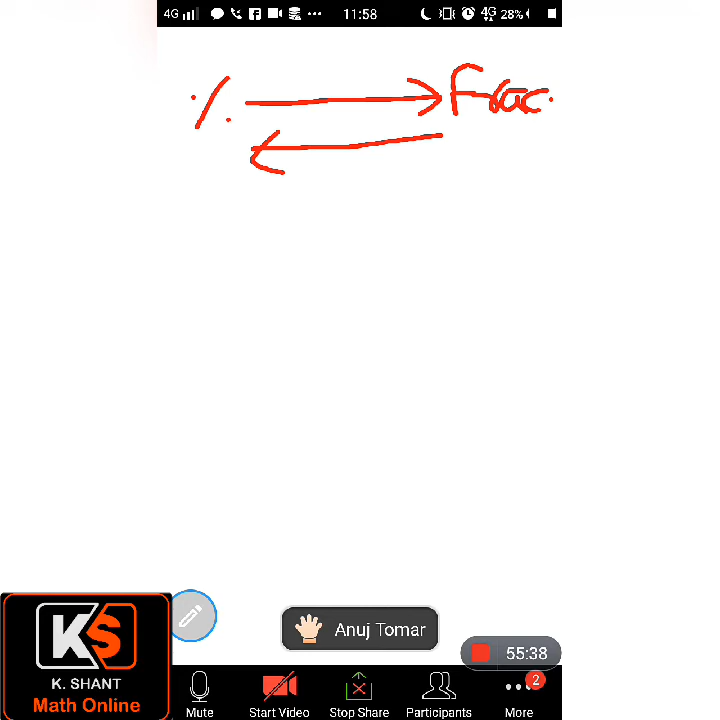 4G 11:58 4G 28%
% Frac.
Anuj Tomar
55:38
KS
K. SHANT
Math Online
2
Mute Start Video Stop Share Participants More